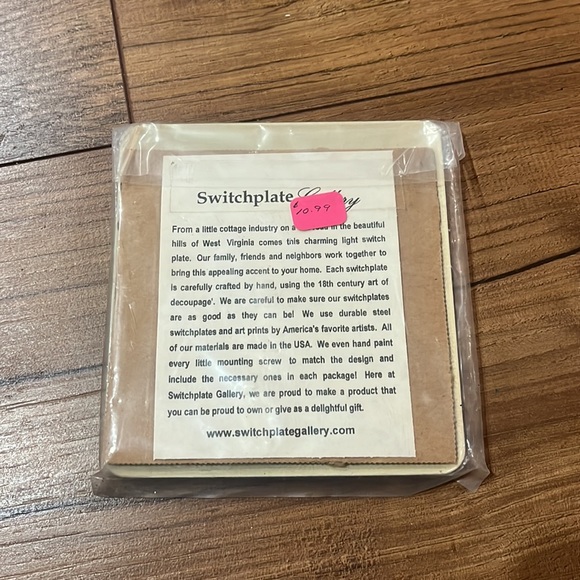 Switchplate Gallery
10.99
From a little cottage industry on a in the beautiful
hills of West Virginia comes this charming light switch
plate. Our family, friends and neighbors work together to
bring this appealing accent to your home. Each switchplate
is carefully crafted by hand, using the 18th century art of
decoupage'. We are careful to make sure our switchplates
are as good as they can be! We use durable steel
switchplates and art prints by America's favorite artists. All
of our materials are made in the USA. We even hand paint
every little mounting screw to match the design and
include the necessary ones in each package! Here at
Switchplate Gallery, we are proud to make a product that
you can be proud to own or give as a delightful gift.
www.switchplategallery.com